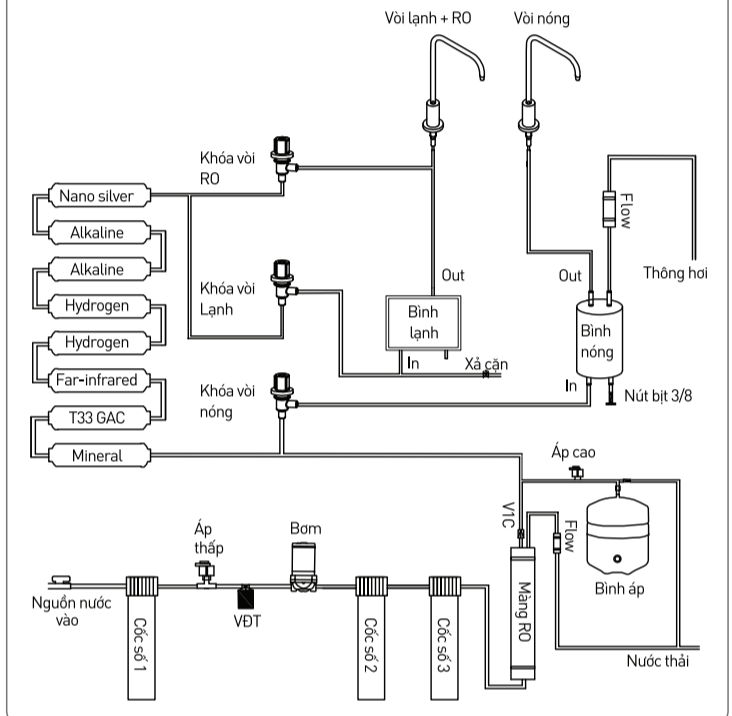 Vòi lạnh + RO
Vòi nóng
Khóa vòi
RO
Nano silver
Flow
Alkaline
Thông hơi
Alkaline
Out
Out
Khóa vòi
Lạnh
Hydrogen
Bình
lạnh
Bình
nóng
Hydrogen
In
Xả cặn
Far-infrared
In
Nút bịt 3/8
Khóa vòi
nóng
T33 GAC
Mineral
Áp cao
V1C
Flow
Áp
thấp
Bơm
Bình áp
Nguồn nước
vào
VĐT
Cốc số 1
Cốc số 2
Cốc số 3
Màng RO
Nước thải